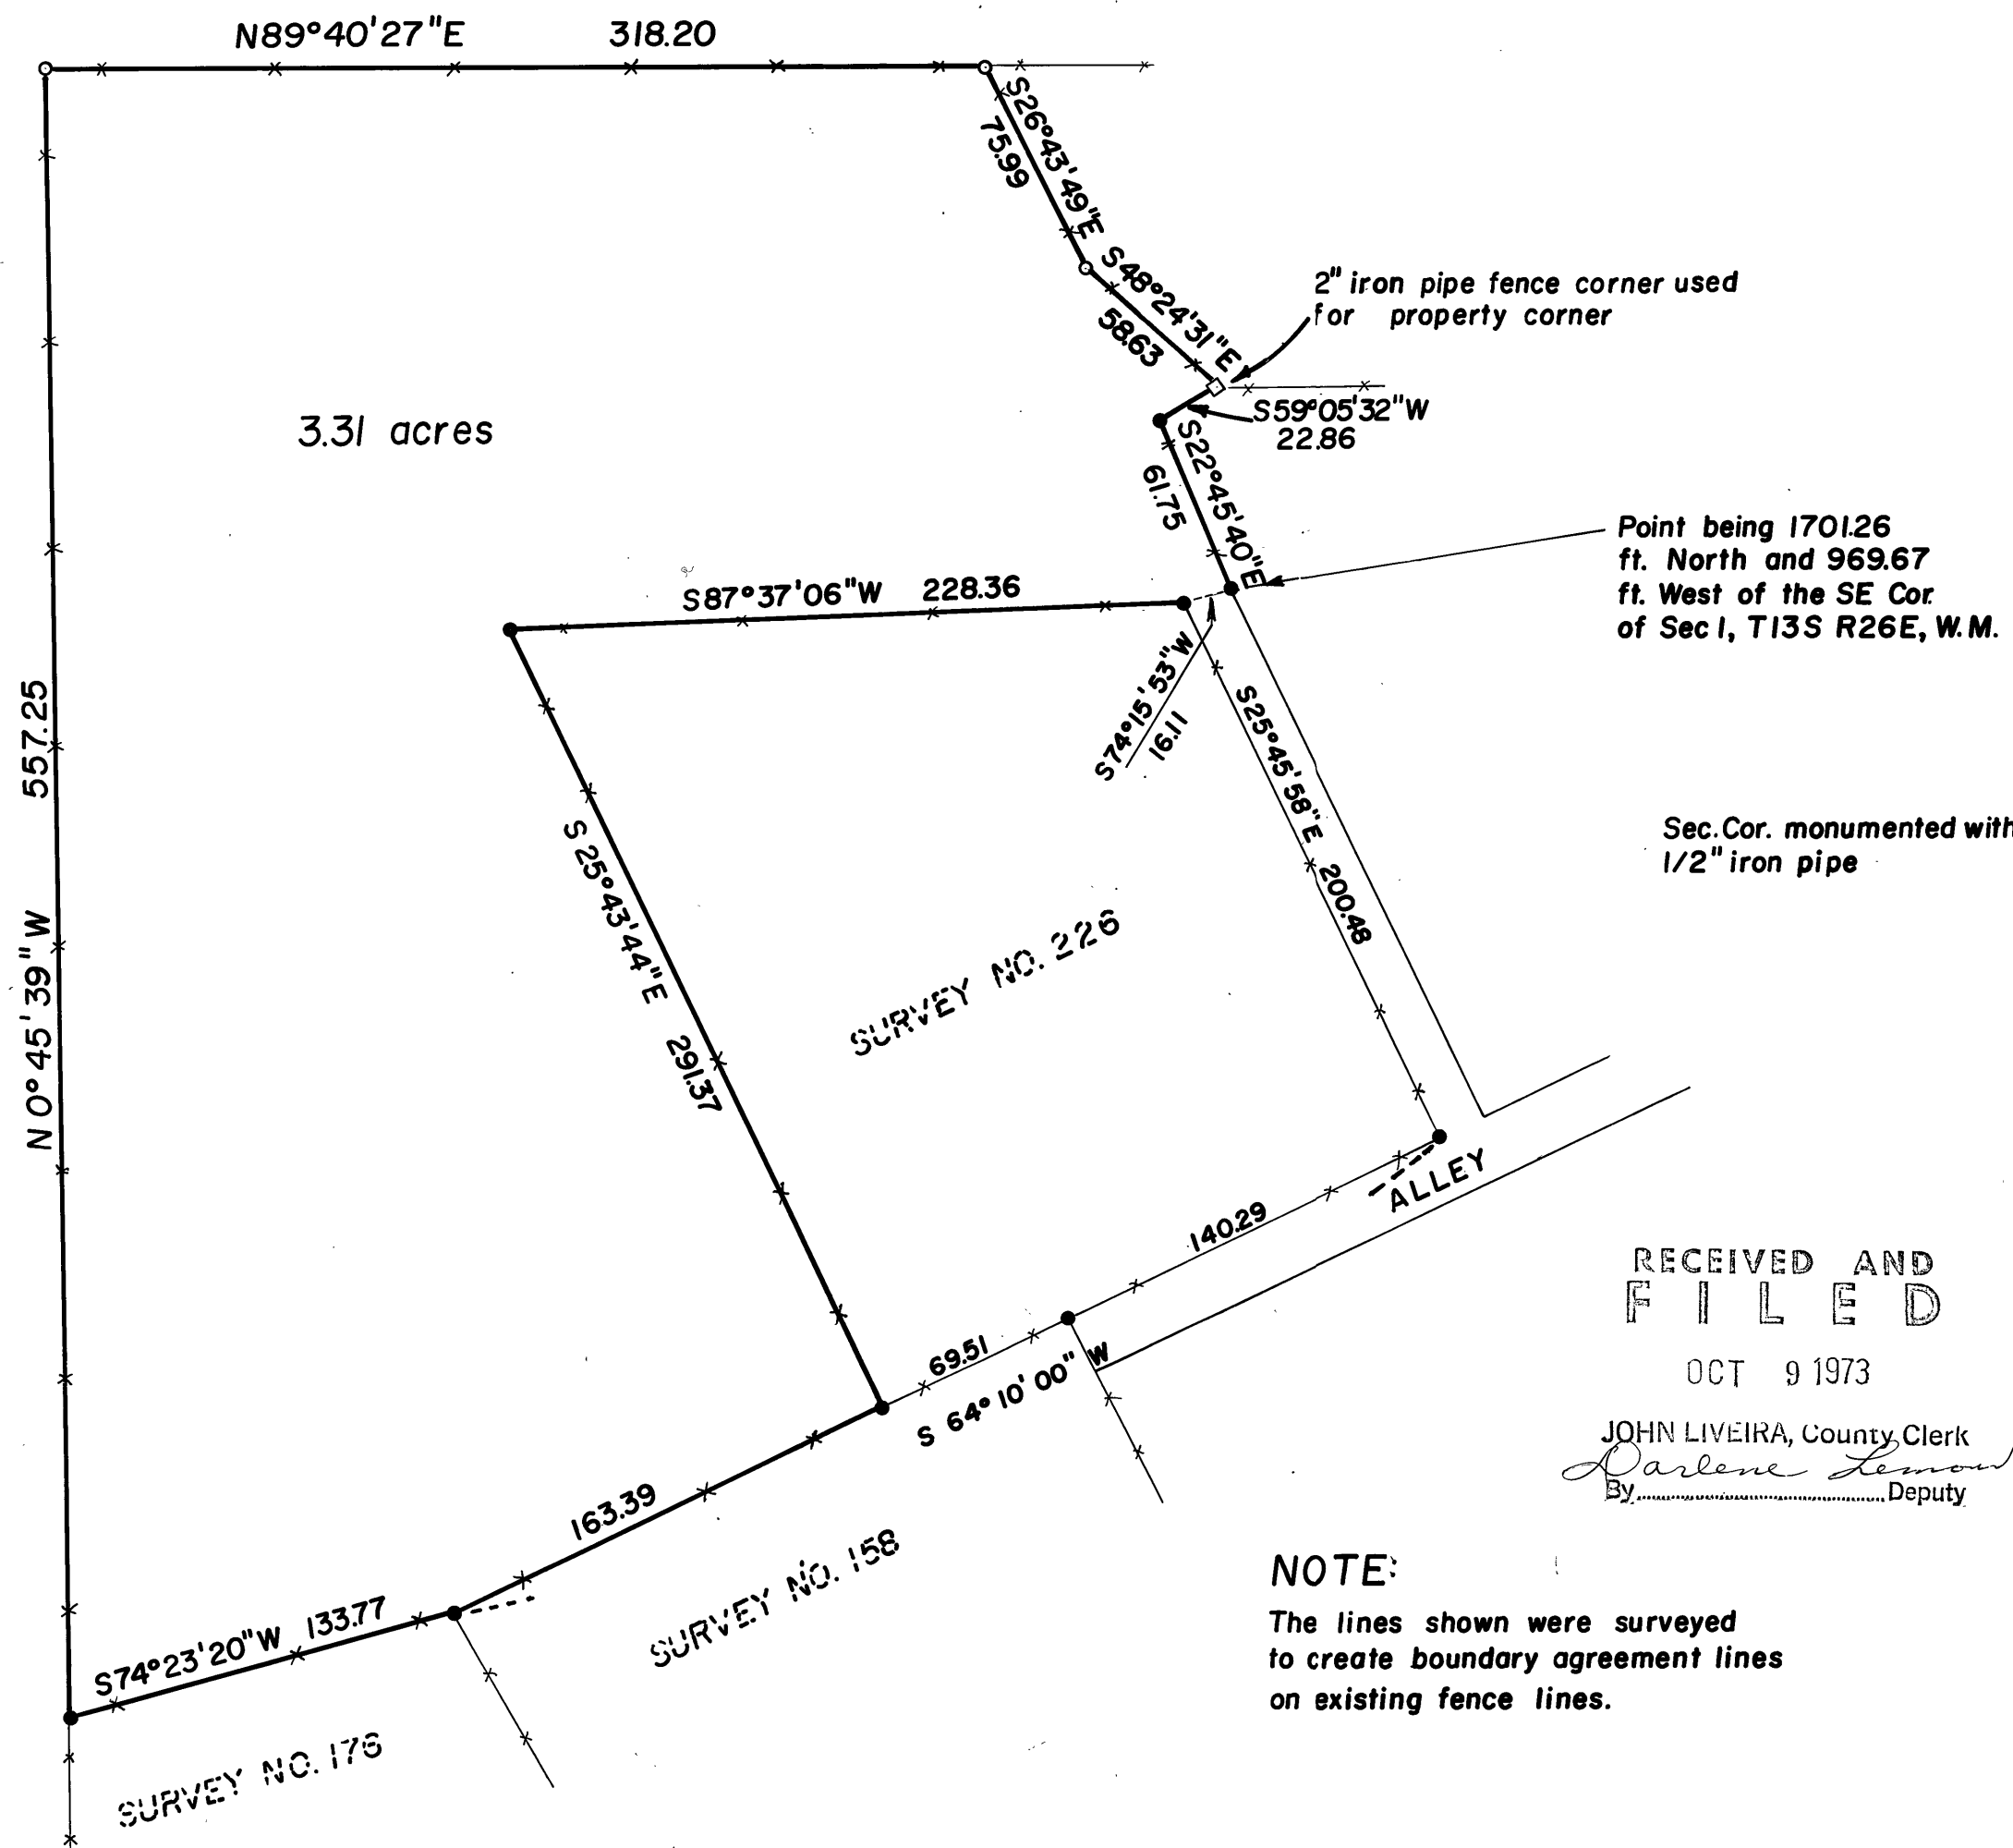 N89°40'27"E 318.20
S26°43'49"E
75.99
S48°24'31"E
58.63
2" iron pipe fence corner used
for property corner
S59°05'32"W
22.86
3.31 acres
S22°45'40"E
61.75
Point being 1701.26
ft. North and 969.67
ft. West of the SE Cor.
of Sec 1, T13S R26E, W.M.
S87°37'06"W 228.36
S74°15'53"W
16.11
S25°45'58"E 200.48
N 0°45'39"W 557.25
Sec. Cor. monumented with
1/2" iron pipe
S 25°43'44"E 291.37
SURVEY NO. 226
ALLEY
140.29
69.51
S 64°10'00" W
163.39
SURVEY NO. 158
S74°23'20"W 133.77
SURVEY NO. 176
RECEIVED AND
FILED
OCT 9 1973
JOHN LIVEIRA, County Clerk
Darlene Lemon
By Deputy
NOTE:
The lines shown were surveyed
to create boundary agreement lines
on existing fence lines.